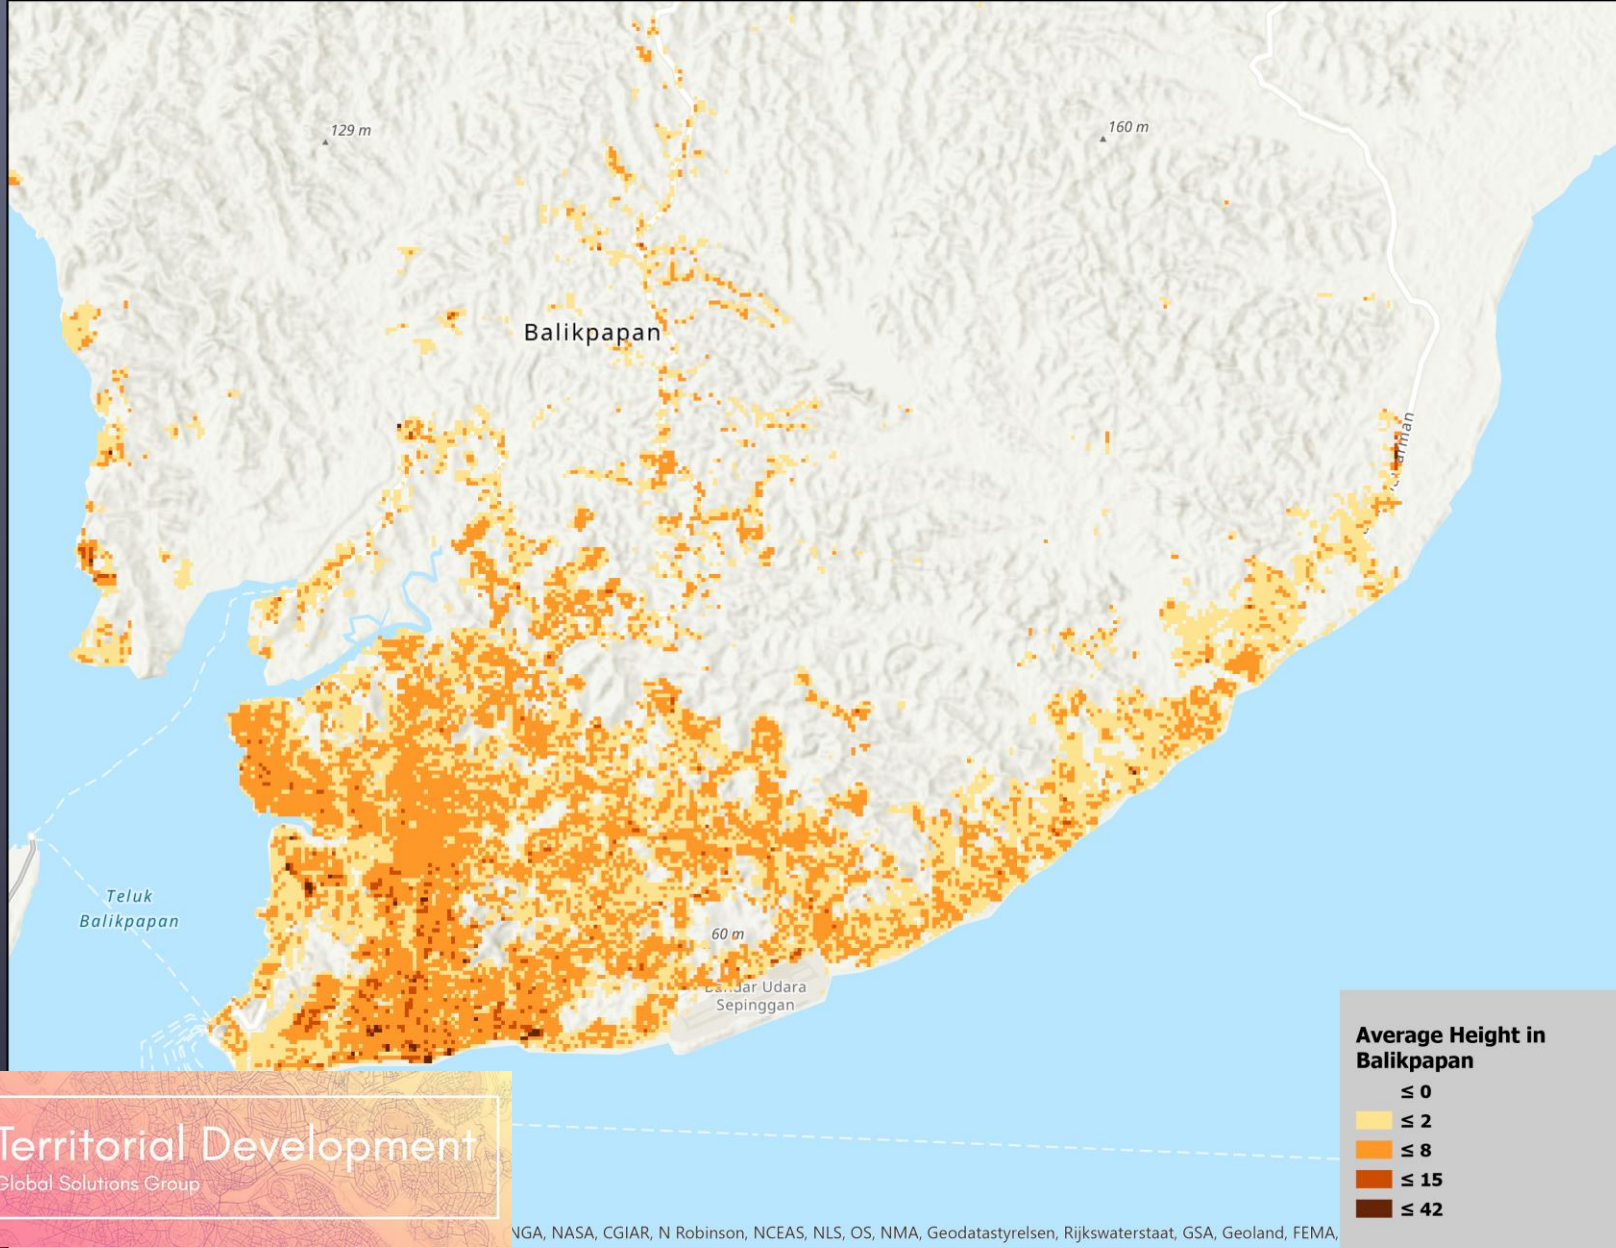 129 m
160 m
Balikpapan
Teluk
Balikpapan
60 m
Udara
Sepinggan
Average Height in
Balikpapan
≤ 0
≤ 2
≤ 8
≤ 15
≤ 42
Territorial Development
Global Solutions Group
NGA, NASA, CGIAR, N Robinson, NCEAS, NLS, OS, NMA, Geodatastyrelsen, Rijkswaterstaat, GSA, Geoland, FEMA,